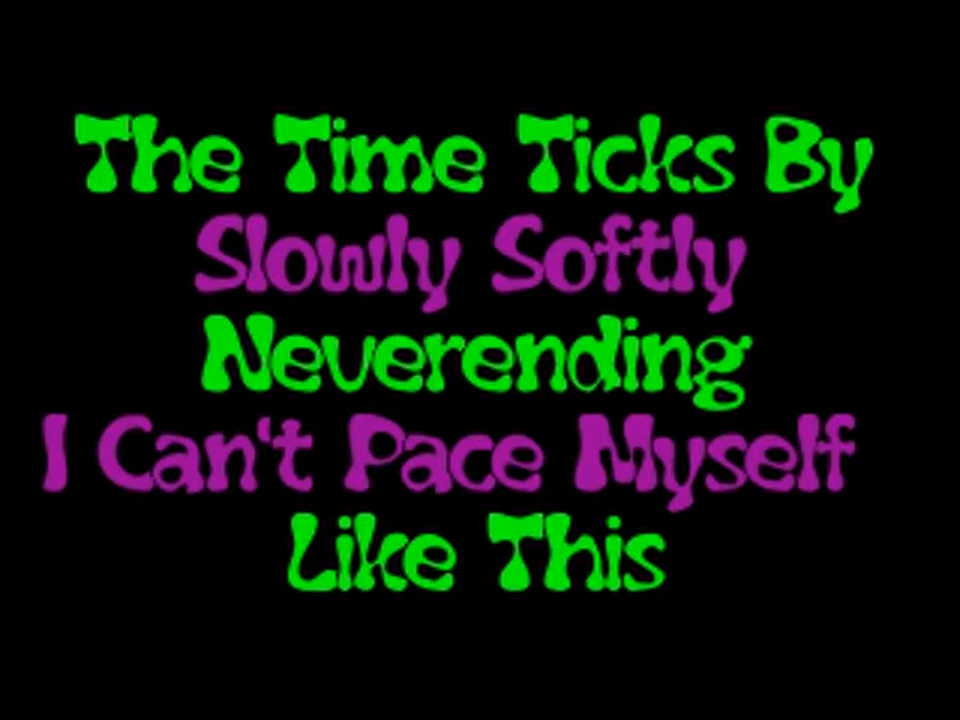 The Time Ticks By
Slowly Softly
Neverending
I Can't Pace Myself
Like This